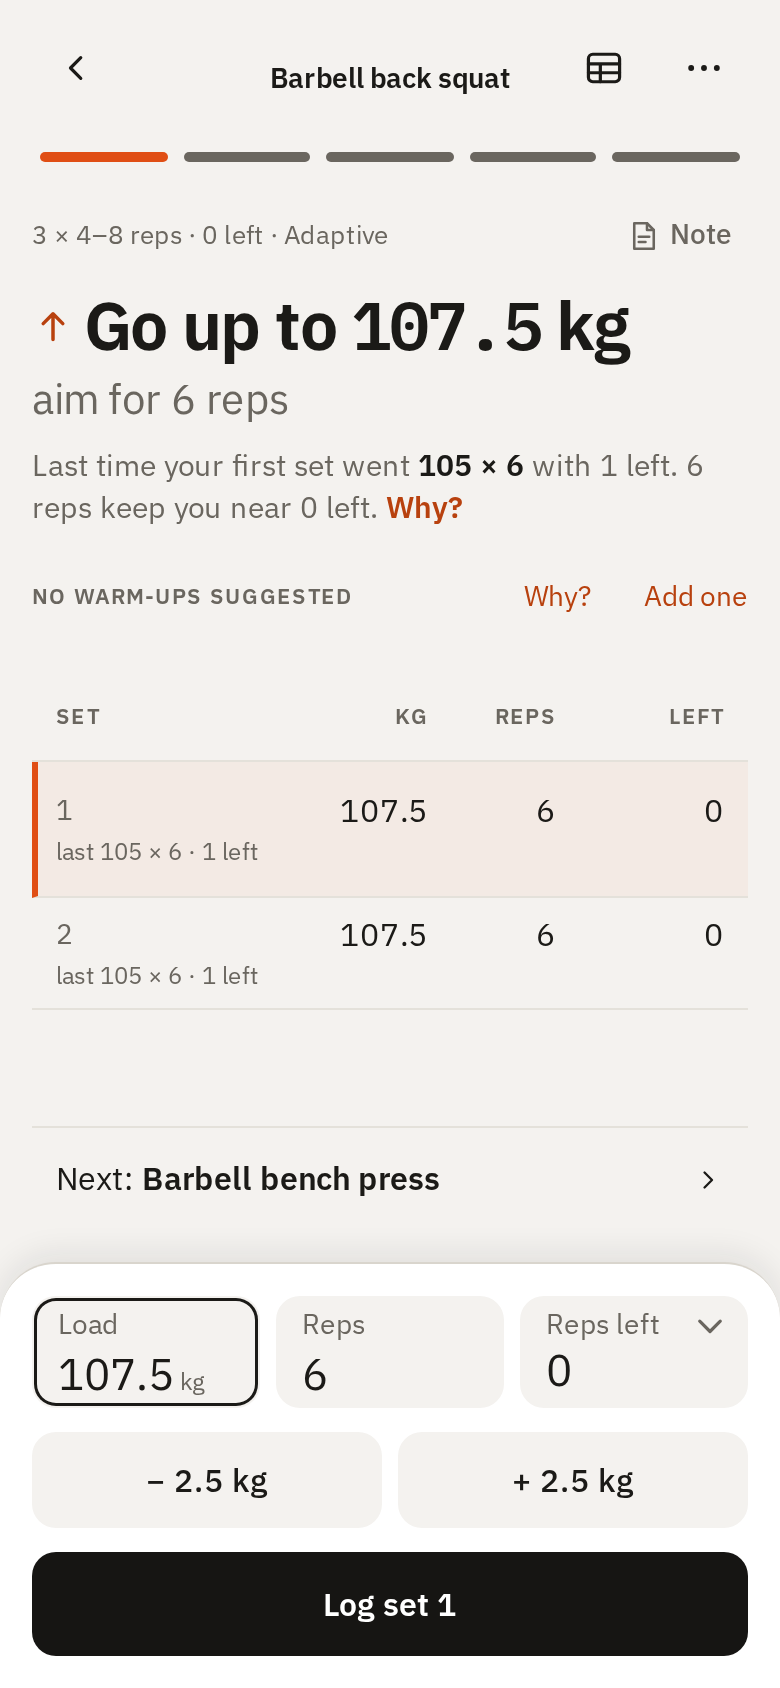 Barbell back squat
3 × 4–8 reps · 0 left · Adaptive
Note
↑ Go up to 107.5 kg
aim for 6 reps
Last time your first set went 105 × 6 with 1 left. 6
reps keep you near 0 left. Why?
NO WARM-UPS SUGGESTED Why? Add one
SET KG REPS LEFT
1 107.5 6 0
last 105 × 6 · 1 left
2 107.5 6 0
last 105 × 6 · 1 left
Next: Barbell bench press
Load Reps Reps left
107.5 kg 6 0
− 2.5 kg + 2.5 kg
Log set 1